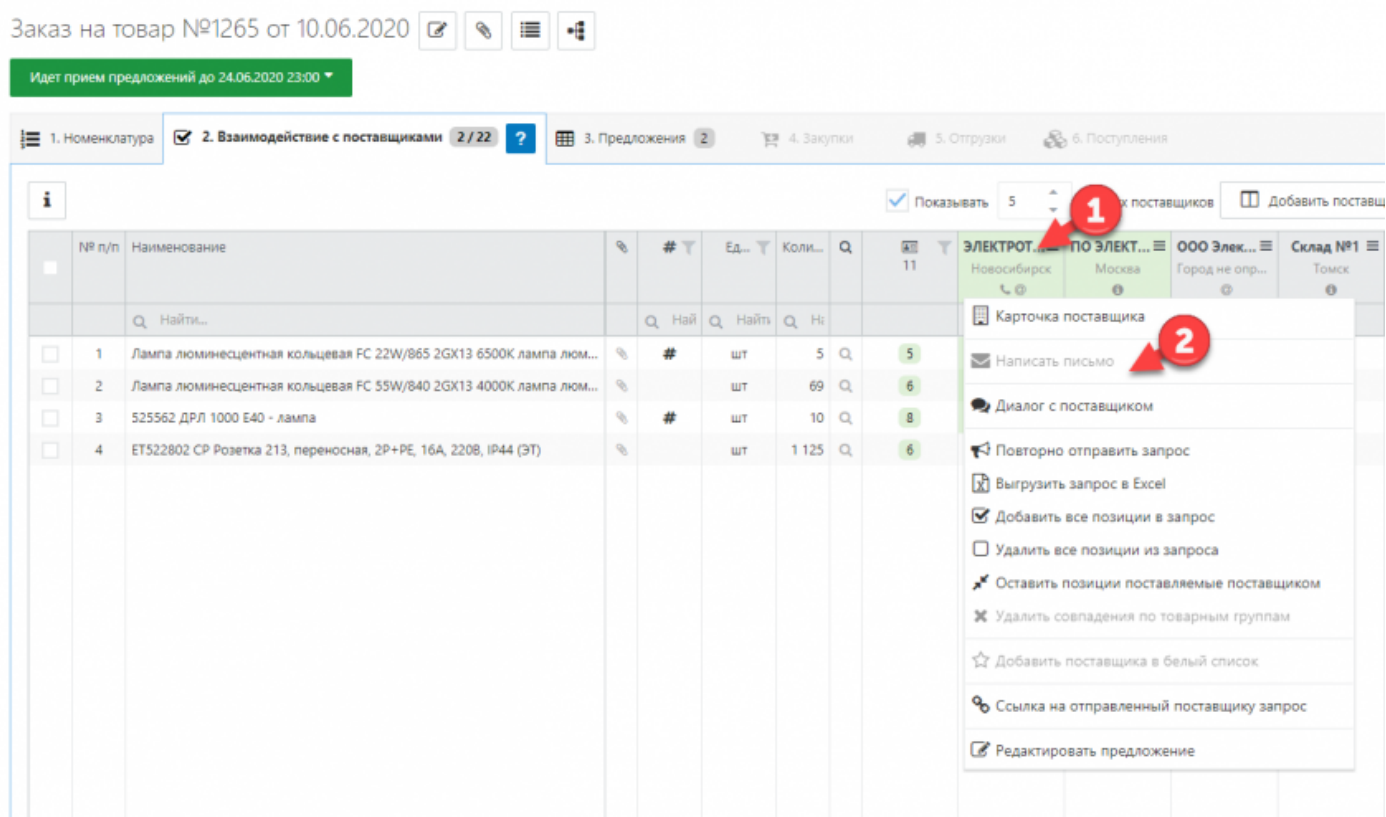 Заказ на товар №1265 от 10.06.2020
Идет прием предложений до 24.06.2020 23:00
1. Номенклатура 2. Взаимодействие с поставщиками 2 / 22 ? 3. Предложения 2 4. Закупки 5. Отгрузки 6. Поступления
i Показывать 5 1 х поставщиков Добавить поставщ
№ п/п Наименование # Ед... Коли... 11 ЭЛЕКТРОТ... ПО ЭЛЕКТ... ООО Элек... Склад №1
Новосибирск Москва Город не опр... Томск
Найти... Най Найти На
Карточка поставщика
1 Лампа люминесцентная кольцевая FC 22W/865 2GX13 6500K лампа люм... # шт 5 5
Написать письмо 2
2 Лампа люминесцентная кольцевая FC 55W/840 2GX13 4000K лампа люм... шт 69 6
Диалог с поставщиком
3 525562 ДРЛ 1000 E40 - лампа # шт 10 8
4 ET522802 СР Розетка 213, переносная, 2P+PE, 16А, 220В, IP44 (ЭТ) шт 1 125 6
Повторно отправить запрос
Выгрузить запрос в Excel
Добавить все позиции в запрос
Удалить все позиции из запроса
Оставить позиции поставляемые поставщиком
Удалить совпадения по товарным группам
Добавить поставщика в белый список
Ссылка на отправленный поставщику запрос
Редактировать предложение